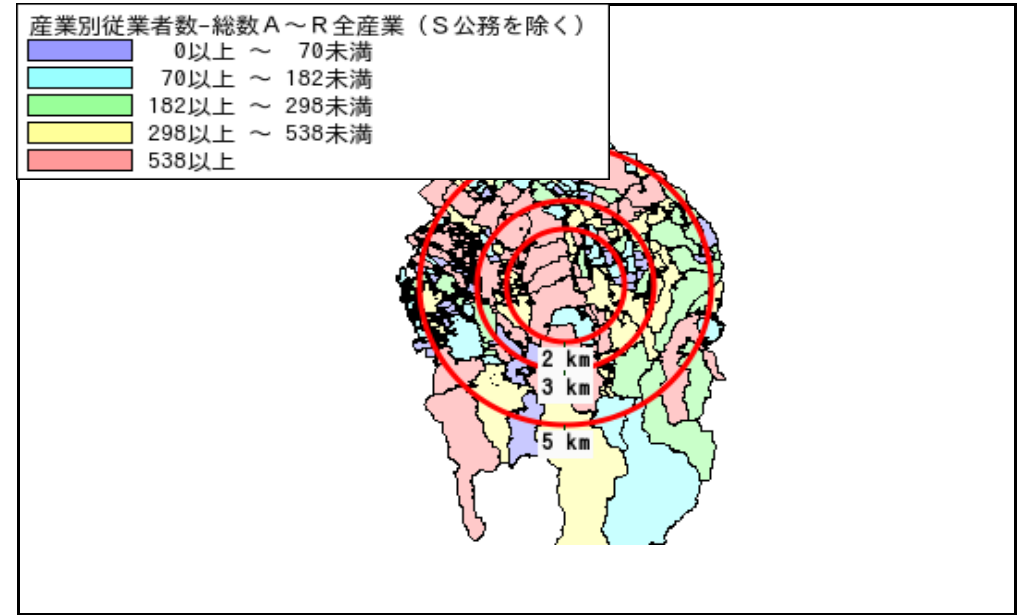 産業別従業者数−総数Ａ～Ｒ全産業（Ｓ公務を除く）
0以上 ～ 70未満
70以上 ～ 182未満
182以上 ～ 298未満
298以上 ～ 538未満
538以上
2 km
3 km
5 km